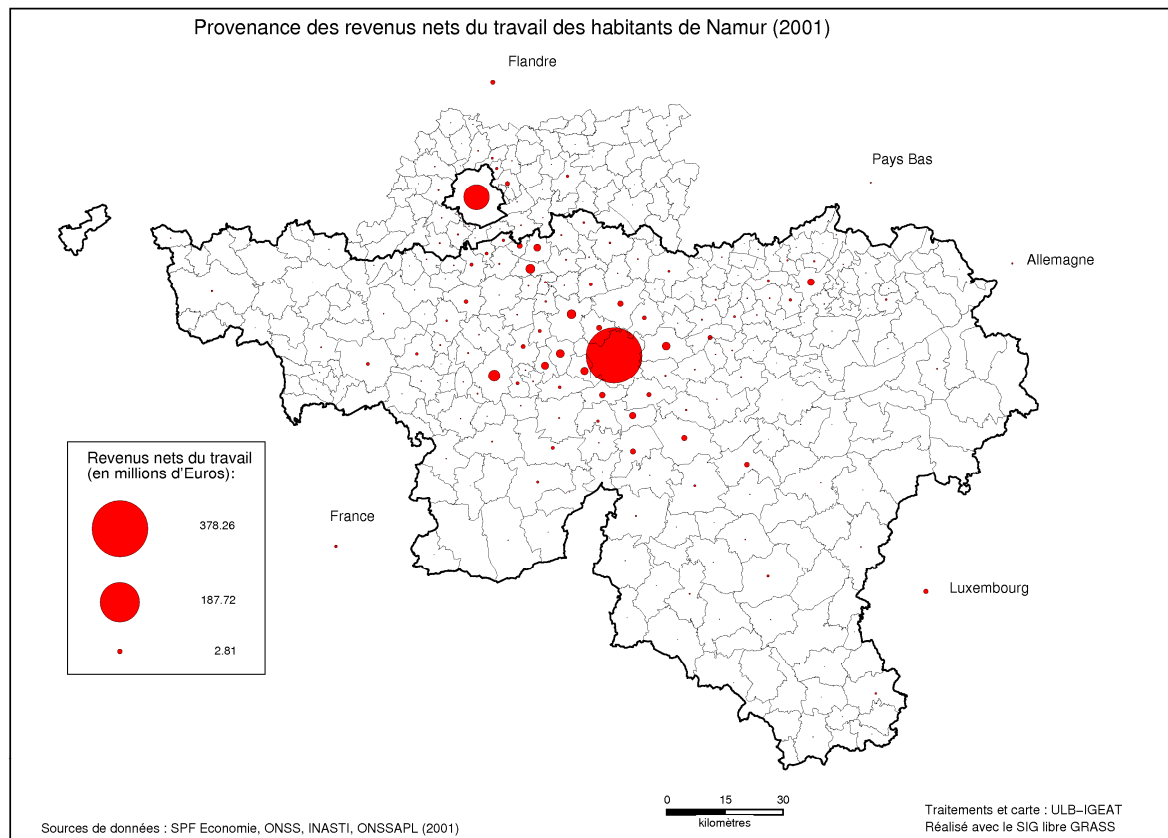 Provenance des revenus nets du travail des habitants de Namur (2001)
Flandre
Pays Bas
Allemagne
Revenus nets du travail
(en millions d'Euros):
378.26
187.72
2.81
France
Luxembourg
0 15 30
kilomètres
Sources de données : SPF Economie, ONSS, INASTI, ONSSAPL (2001)
Traitements et carte : ULB-IGEAT
Réalisé avec le SIG libre GRASS